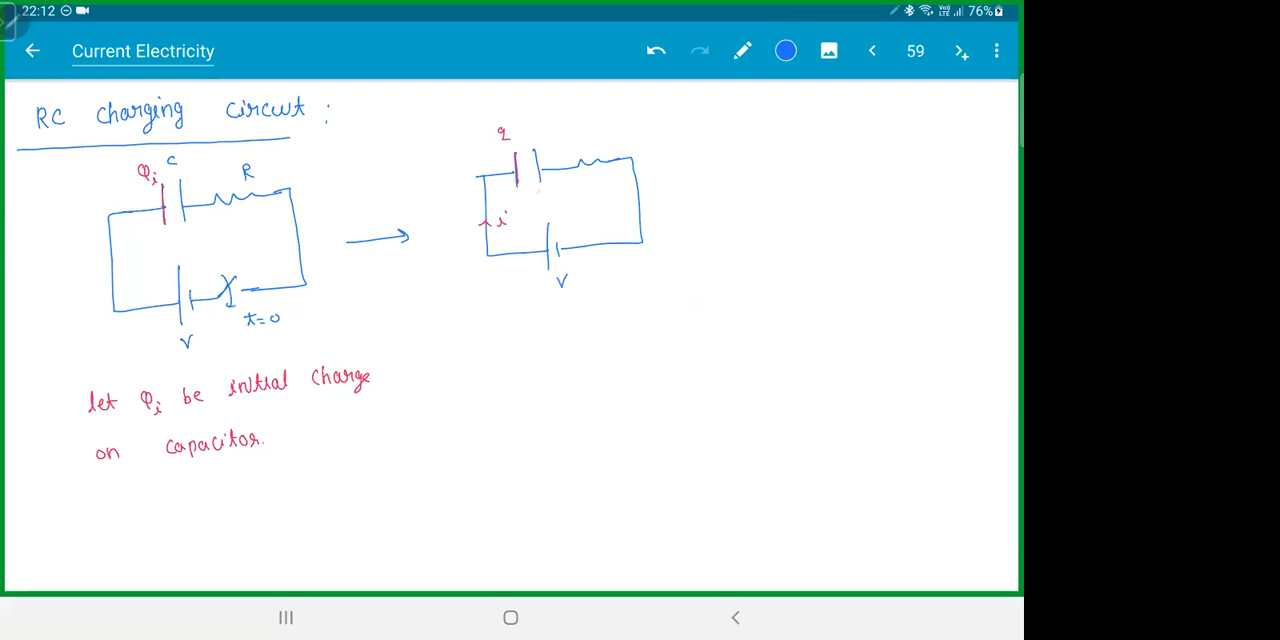 22:12
76%
Current Electricity
59
RC charging circuit :
Qi
C
R
V
t=0
q
i
V
let Qi be initial charge
on capacitor.